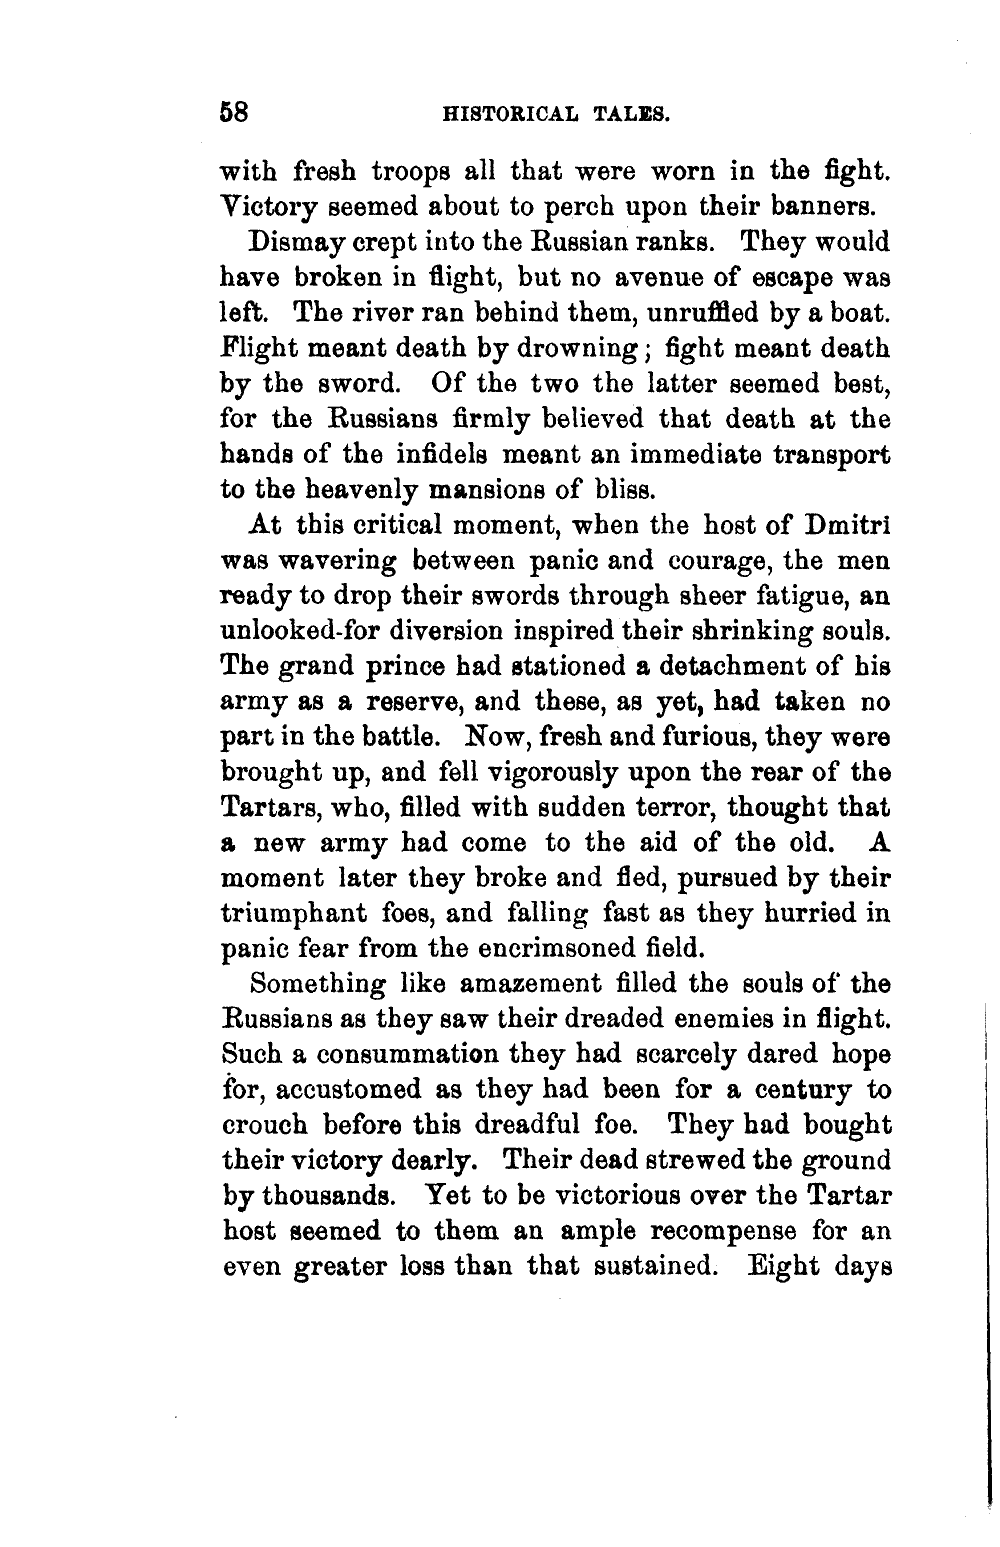 58 HISTORICAL TALES.
with fresh troops all that were worn in the fight.
Victory seemed about to perch upon their banners.
Dismay crept into the Russian ranks. They would
have broken in flight, but no avenue of escape was
left. The river ran behind them, unruffled by a boat.
Flight meant death by drowning; fight meant death
by the sword. Of the two the latter seemed best,
for the Russians firmly believed that death at the
hands of the infidels meant an immediate transport
to the heavenly mansions of bliss.
At this critical moment, when the host of Dmitri
was wavering between panic and courage, the men
ready to drop their swords through sheer fatigue, an
unlooked-for diversion inspired their shrinking souls.
The grand prince had stationed a detachment of his
army as a reserve, and these, as yet, had taken no
part in the battle. Now, fresh and furious, they were
brought up, and fell vigorously upon the rear of the
Tartars, who, filled with sudden terror, thought that
a new army had come to the aid of the old. A
moment later they broke and fled, pursued by their
triumphant foes, and falling fast as they hurried in
panic fear from the encrimsoned field.
Something like amazement filled the souls of the
Russians as they saw their dreaded enemies in flight.
Such a consummation they had scarcely dared hope
for, accustomed as they had been for a century to
crouch before this dreadful foe. They had bought
their victory dearly. Their dead strewed the ground
by thousands. Yet to be victorious over the Tartar
host seemed to them an ample recompense for an
even greater loss than that sustained. Eight days